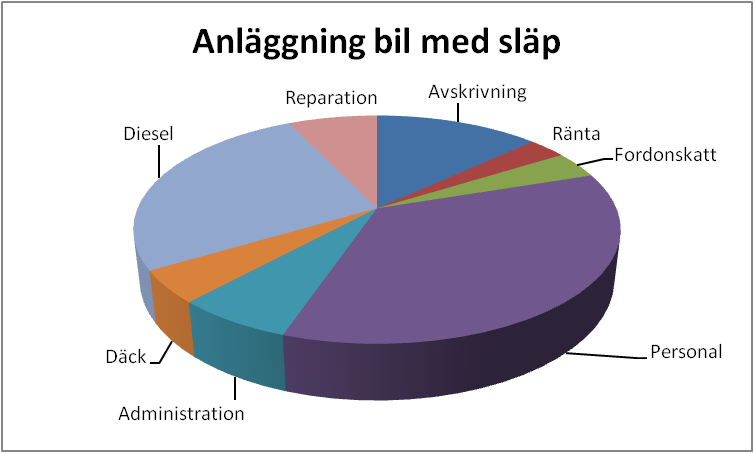 Anläggning bil med släp
Reparation
Avskrivning
Diesel
Ränta
Fordonskatt
Däck
Personal
Administration